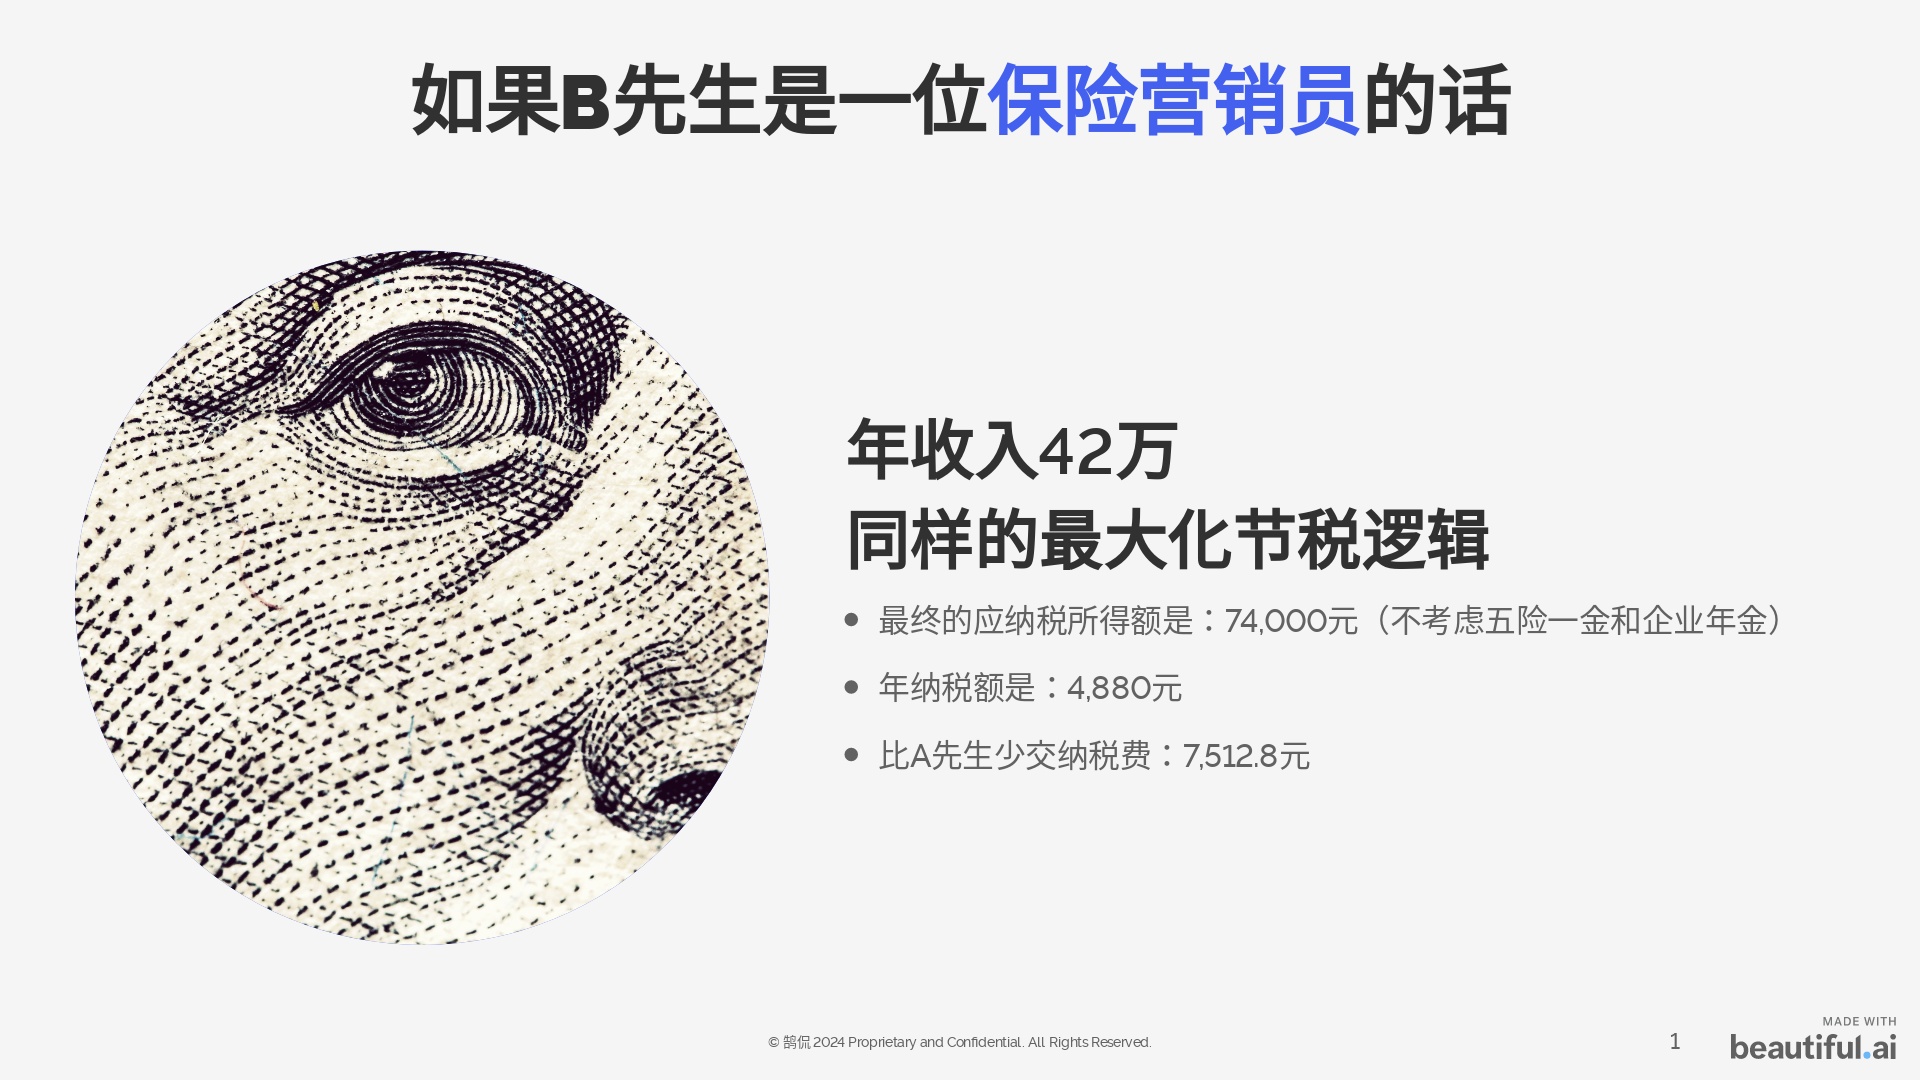 如果B先生是一位保险营销员的话
年收入42万
同样的最大化节税逻辑
• 最终的应纳税所得额是：74,000元（不考虑五险一金和企业年金）
• 年纳税额是：4,880元
• 比A先生少交纳税费：7,512.8元
© 鹄侃 2024 Proprietary and Confidential. All Rights Reserved.
1
MADE WITH
beautiful.ai